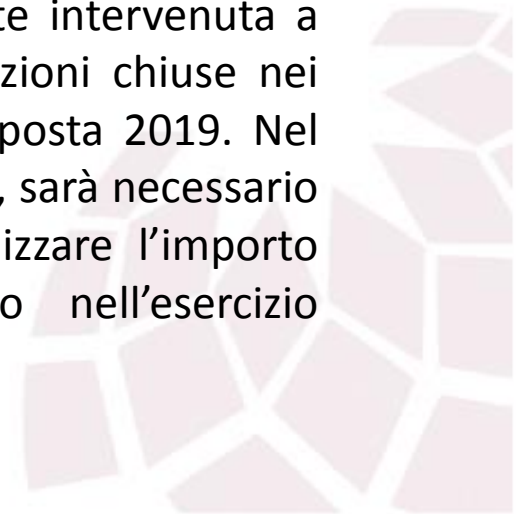 te intervenuta a
zioni chiuse nei
posta 2019. Nel
, sarà necessario
izzare l’importo
o nell’esercizio